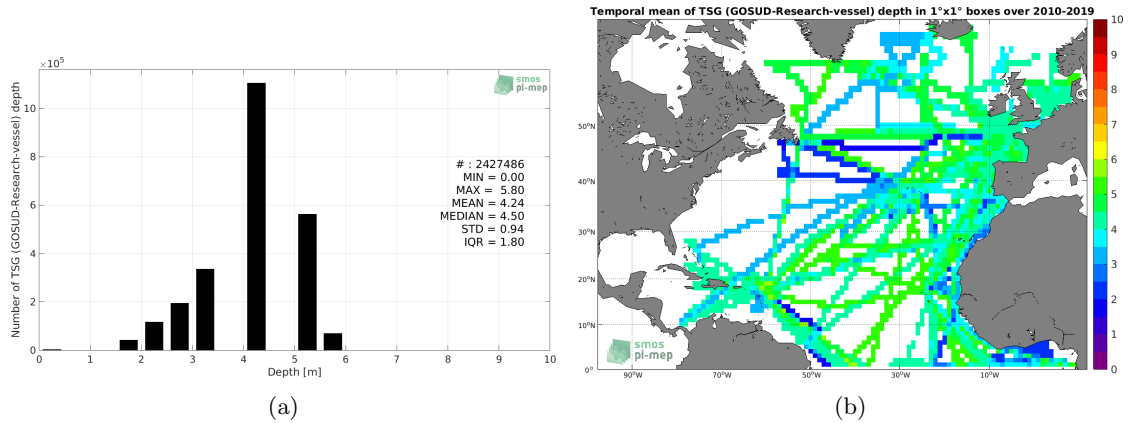 Temporal mean of TSG (GOSUD-Research-vessel) depth in 1°x1° boxes over 2010-2019
×10⁵
smos
pi-mep
Number of TSG (GOSUD-Research-vessel) depth
10
8
6
4
2
0
# : 2427486
MIN = 0.00
MAX = 5.80
MEAN = 4.24
MEDIAN = 4.50
STD = 0.94
IQR = 1.80
0 1 2 3 4 5 6 7 8 9 10
Depth [m]
(a)
50°N
40°N
30°N
20°N
10°N
0°
90°W 70°W 50°W 30°W 10°W
smos
pi-mep
10
9
8
7
6
5
4
3
2
1
0
(b)